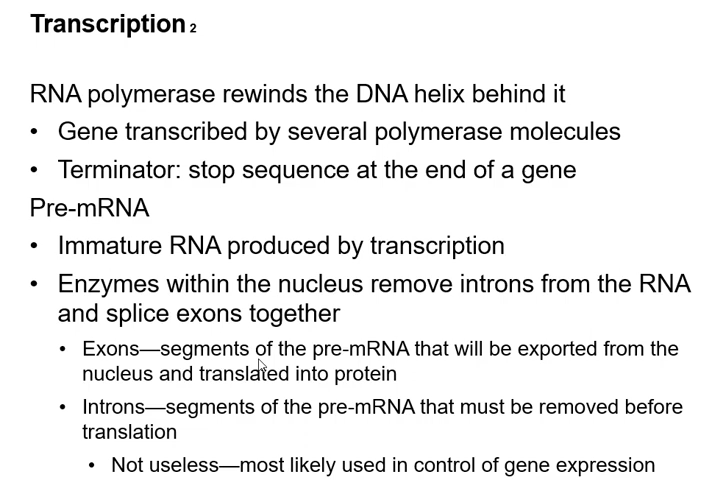 Transcription 2
RNA polymerase rewinds the DNA helix behind it
• Gene transcribed by several polymerase molecules
• Terminator: stop sequence at the end of a gene
Pre-mRNA
• Immature RNA produced by transcription
• Enzymes within the nucleus remove introns from the RNA
and splice exons together
• Exons—segments of the pre-mRNA that will be exported from the
nucleus and translated into protein
• Introns—segments of the pre-mRNA that must be removed before
translation
• Not useless—most likely used in control of gene expression